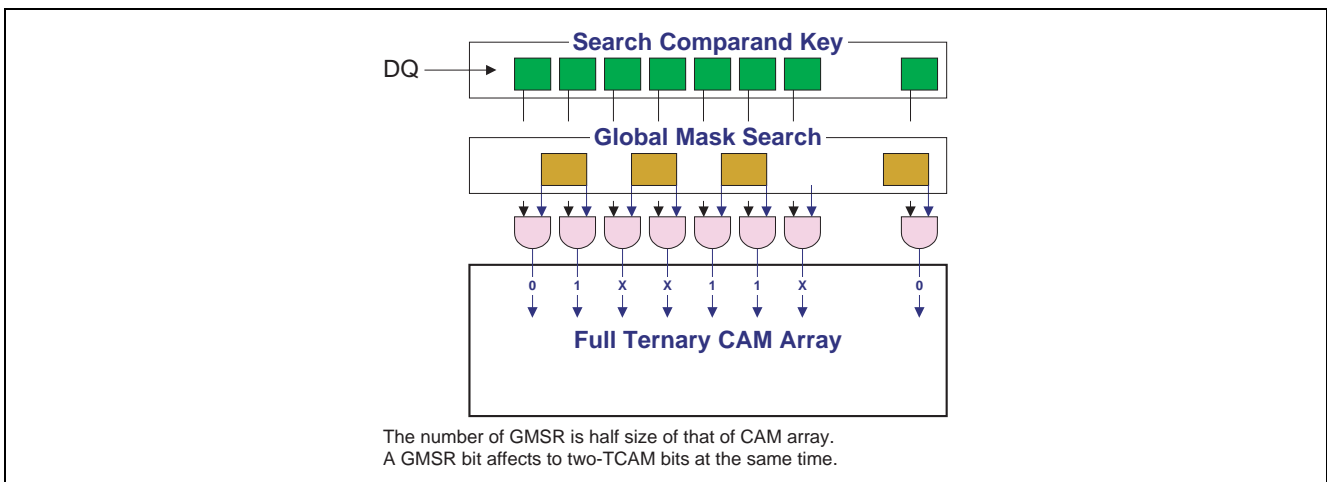 Search Comparand Key
DQ
Global Mask Search
0 1 X X 1 1 X 0
Full Ternary CAM Array
The number of GMSR is half size of that of CAM array.
A GMSR bit affects to two-TCAM bits at the same time.